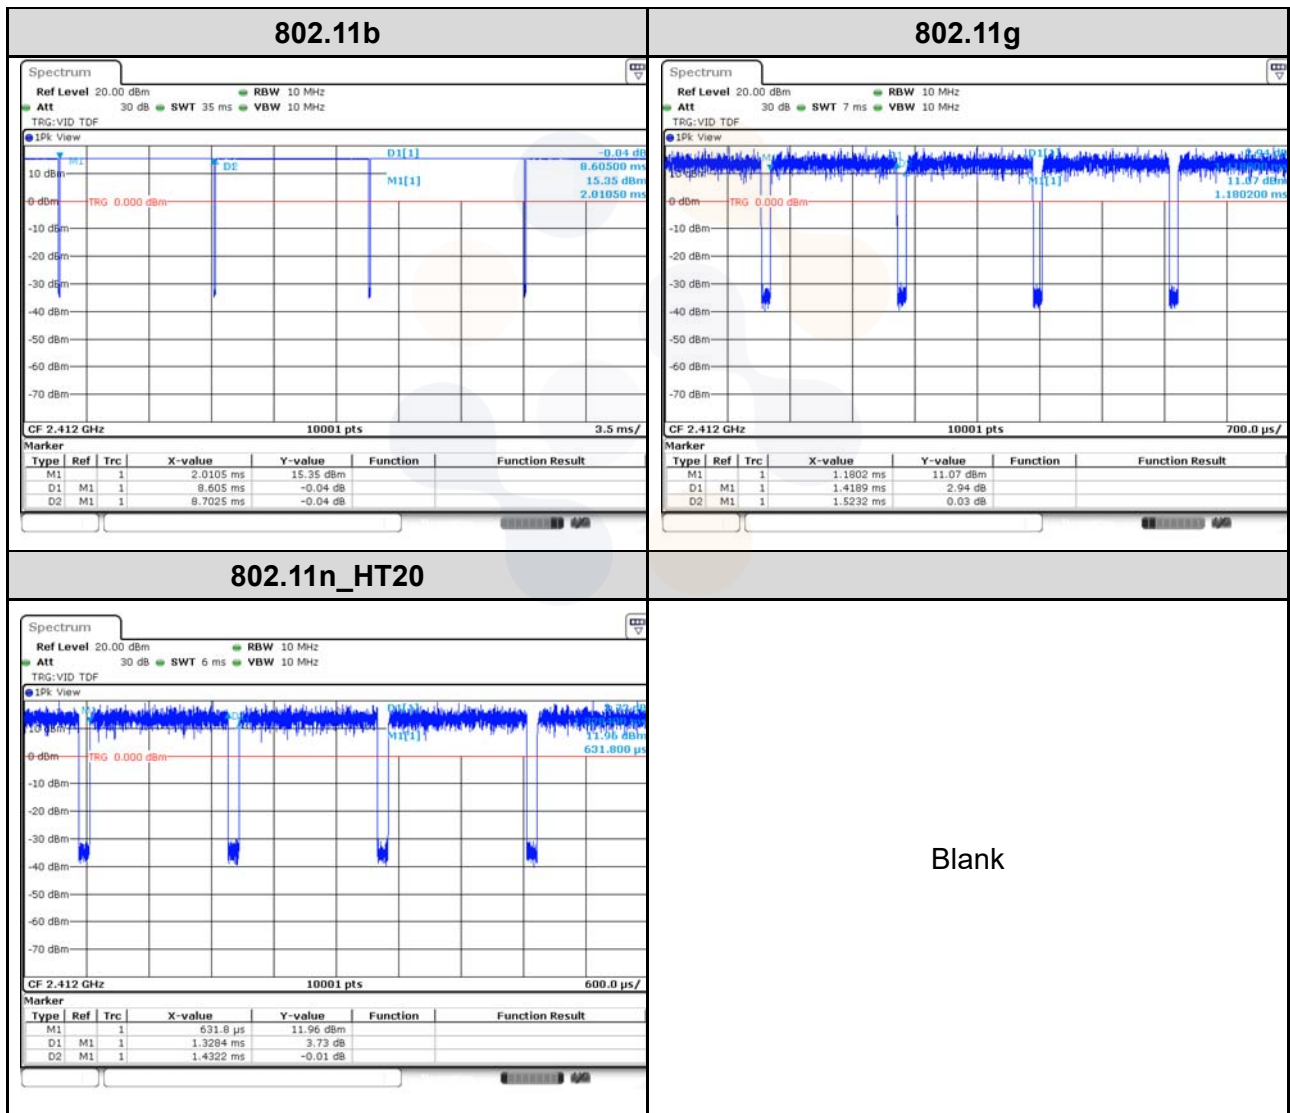 802.11b
Spectrum
Ref Level 20.00 dBm RBW 10 MHz
Att 30 dB SWT 35 ms VBW 10 MHz
TRG:VID TDF
1Pk View
D1[1] -0.04 dB
8.60500 ms
M1[1] 15.35 dBm
2.01050 ms
M1
D2
10 dBm
0 dBm
TRG 0.000 dBm
-10 dBm
-20 dBm
-30 dBm
-40 dBm
-50 dBm
-60 dBm
-70 dBm
CF 2.412 GHz 10001 pts 3.5 ms/
Marker
Type Ref Trc X-value Y-value Function Function Result
M1 1 2.0105 ms 15.35 dBm
D1 M1 1 8.605 ms -0.04 dB
D2 M1 1 8.7025 ms -0.04 dB
802.11g
Spectrum
Ref Level 20.00 dBm RBW 10 MHz
Att 30 dB SWT 7 ms VBW 10 MHz
TRG:VID TDF
1Pk View
D1[1]
M1[1] 11.07 dBm
1.180200 ms
10 dBm
0 dBm
TRG 0.000 dBm
-10 dBm
-20 dBm
-30 dBm
-40 dBm
-50 dBm
-60 dBm
-70 dBm
CF 2.412 GHz 10001 pts 700.0 µs/
Marker
Type Ref Trc X-value Y-value Function Function Result
M1 1 1.1802 ms 11.07 dBm
D1 M1 1 1.4189 ms 2.94 dB
D2 M1 1 1.5232 ms 0.03 dB
802.11n_HT20
Spectrum
Ref Level 20.00 dBm RBW 10 MHz
Att 30 dB SWT 6 ms VBW 10 MHz
TRG:VID TDF
1Pk View
D1[1] 3.73 dB
M1[1] 11.96 dBm
631.800 µs
10 dBm
0 dBm
TRG 0.000 dBm
-10 dBm
-20 dBm
-30 dBm
-40 dBm
-50 dBm
-60 dBm
-70 dBm
CF 2.412 GHz 10001 pts 600.0 µs/
Marker
Type Ref Trc X-value Y-value Function Function Result
M1 1 631.8 µs 11.96 dBm
D1 M1 1 1.3284 ms 3.73 dB
D2 M1 1 1.4322 ms -0.01 dB
Blank